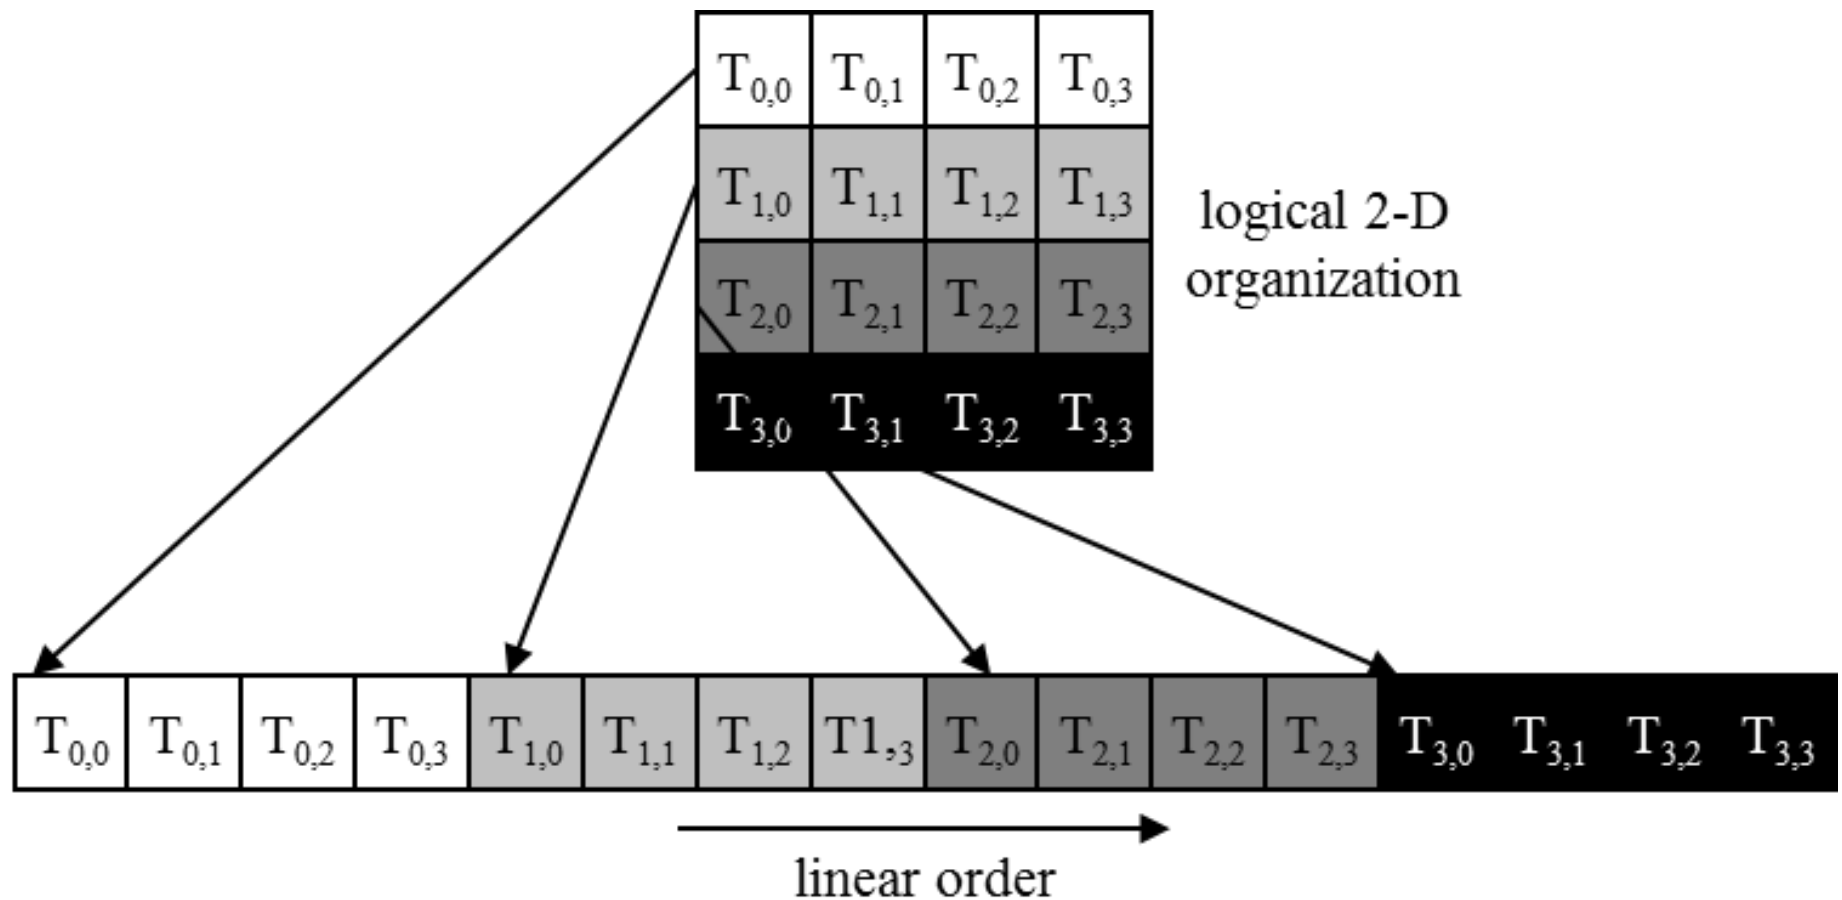 T0,0 T0,1 T0,2 T0,3
T1,0 T1,1 T1,2 T1,3
T2,0 T2,1 T2,2 T2,3
T3,0 T3,1 T3,2 T3,3
logical 2-D
organization
T0,0 T0,1 T0,2 T0,3 T1,0 T1,1 T1,2 T1,3 T2,0 T2,1 T2,2 T2,3 T3,0 T3,1 T3,2 T3,3
linear order